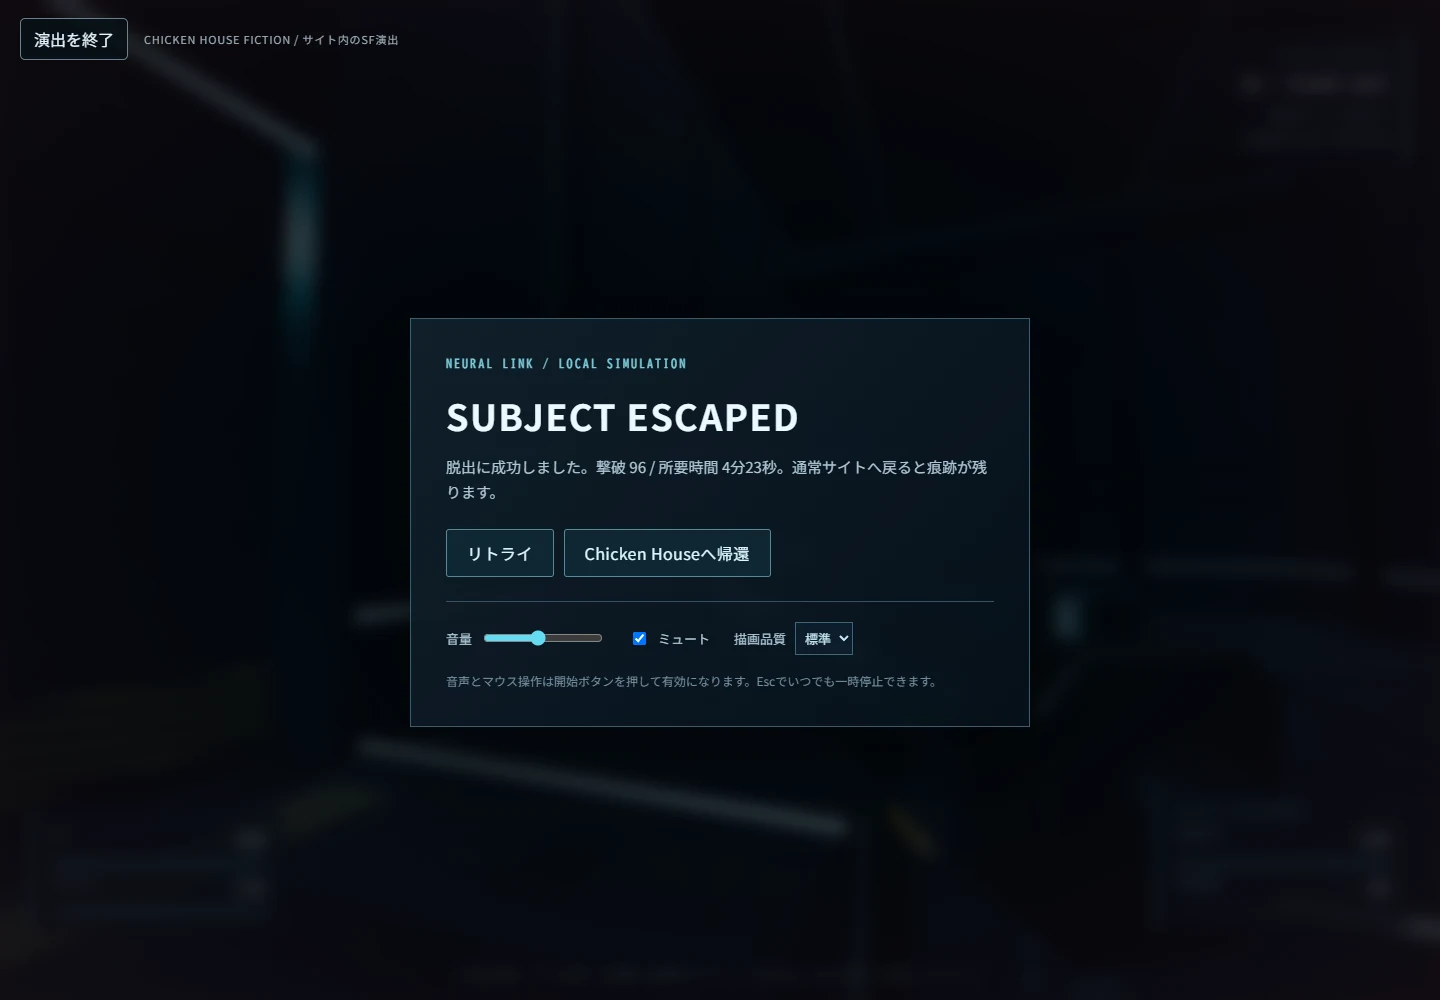 演出を終了
CHICKEN HOUSE FICTION / サイト内のSF演出
NEURAL LINK / LOCAL SIMULATION
SUBJECT ESCAPED
脱出に成功しました。撃破 96 / 所要時間 4分23秒。通常サイトへ戻ると痕跡が残
ります。
リトライ
Chicken Houseへ帰還
音量
ミュート
描画品質
標準
音声とマウス操作は開始ボタンを押して有効になります。Escでいつでも一時停止できます。